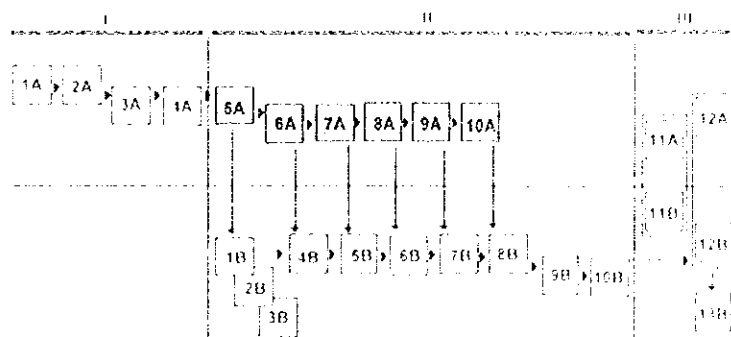 I II III
1A 2A 3A 4A 5A 6A 7A 8A 9A 10A 11A 12A
1B 4B 5B 6B 7B 8B 9B 10B 11B 12B
2B
3B 13B